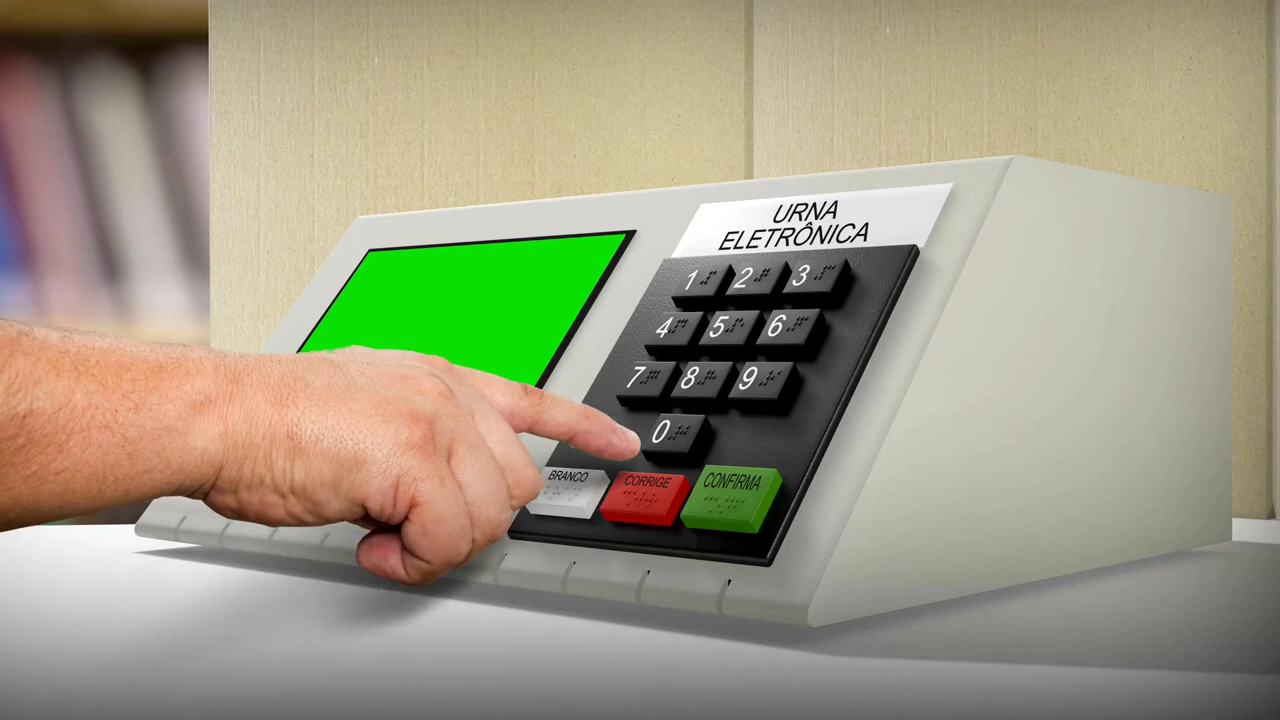 URNA
ELETRÔNICA
1 2 3
4 5 6
7 8 9
0
BRANCO CORRIGE CONFIRMA